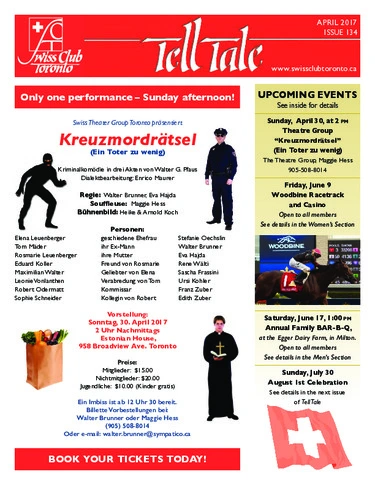 Swiss Club
Toronto
Tell Tale
APRIL 2017
ISSUE 134
www.swissclubtoronto.ca
Only one performance – Sunday afternoon!
Swiss Theater Group Toronto präsentiert
Kreuzmordrätsel
(Ein Toter zu wenig)
Kriminalkomödie in drei Akten von Walter G. Pfaus
Dialektbearbeitung: Enrico Maurer
Regie: Walter Brunner, Eva Hajda
Souffleuse: Maggie Hess
Bühnenbild: Heike & Arnold Koch
Personen:
Elena Leuenberger geschiedene Ehefrau Stefanie Oechslin
Tom Mäder ihr Ex-Mann Walter Brunner
Rosmarie Leuenberger ihre Mutter Eva Hajda
Eduard Koller Freund von Rosmarie René Wälti
Maximilian Walter Geliebter von Elena Sascha Frassini
Leonie Vonlanthen Verabredung von Tom Ursi Kohler
Robert Odermatt Kommissar Franz Zuber
Sophie Schneider Kollegin von Robert Edith Zuber
Vorstellung:
Sonntag, 30. April 2017
2 Uhr Nachmittags
Estonian House,
958 Broadview Ave. Toronto
Preise:
Mitglieder: $15.00
Nichtmitglieder: $20.00
Jugendliche: $10.00 (Kinder gratis)
Ein Imbiss ist ab 12 Uhr 30 bereit.
Billette Vorbestellungen bei:
Walter Brunner oder Maggie Hess
(905) 508-8014
Oder e-mail: walter.brunner@sympatico.ca
BOOK YOUR TICKETS TODAY!
UPCOMING EVENTS
See inside for details
Sunday, April 30, at 2 PM
Theatre Group
“Kreuzmordrätsel”
(Ein Toter zu wenig)
The Theatre Group, Maggie Hess
905-508-8014
Friday, June 9
Woodbine Racetrack
and Casino
Open to all members
See details in the Women's Section
WOODBINE
Saturday, June 17, 1:00 PM
Annual Family BAR-B-Q,
at the Egger Dairy Farm, in Milton.
Open to all members
See details in the Men's Section
Sunday, July 30
August 1st Celebration
See details in the next issue
of Tell Tale